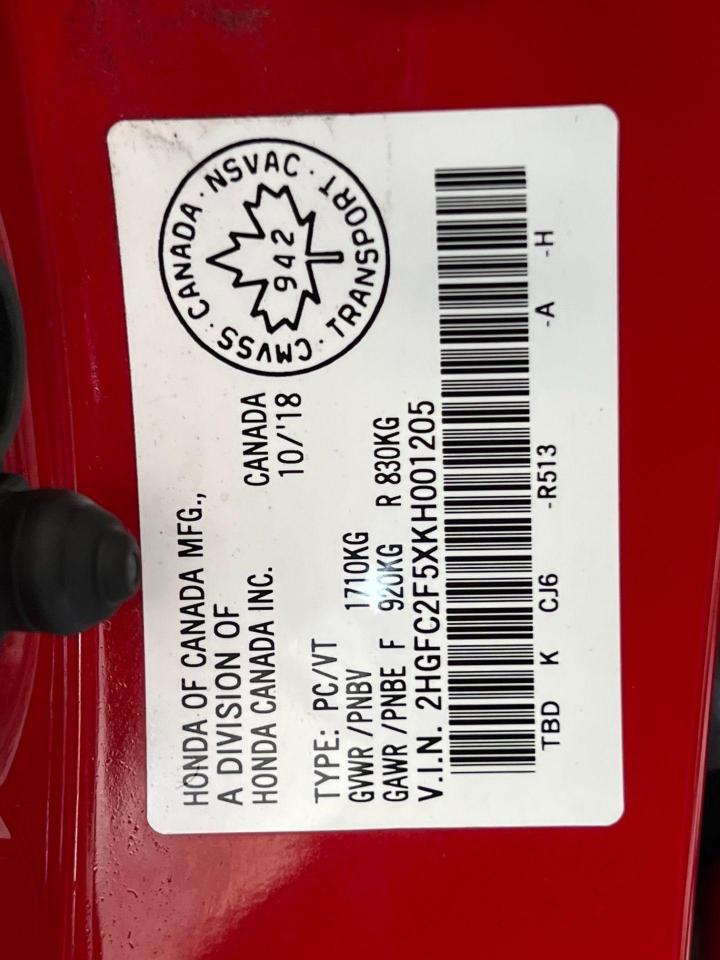 HONDA OF CANADA MFG.,
A DIVISION OF
HONDA CANADA INC. CANADA
10/'18
CMVSS · CANADA · NSVAC · TRANSPORT ·
942
TYPE: PC/VT
GVWR /PNBV 1710KG
GAWR /PNBE F 920KG R 830KG
V.I.N. 2HGFC2F5XKH001205
TBD K CJ6 -R513 -A -H